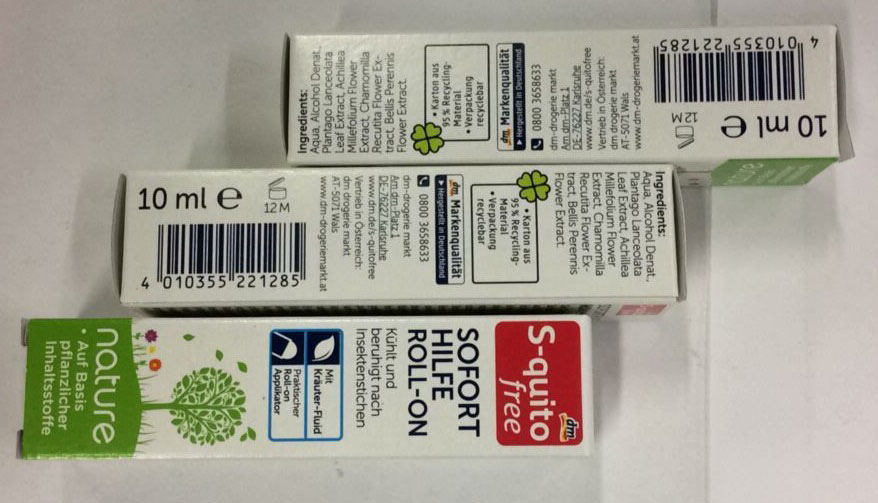 Ingredients:
Aqua, Alcohol Denat.,
Plantago Lanceolata
Leaf Extract, Achillea
Millefolium Flower
Extract, Chamomilla
Recutita Flower Ex-
tract, Bellis Perennis
Flower Extract.
• Karton aus
95 % Recycling-
Material
• Verpackung
recyclebar
dm Markenqualität
Hergestellt in Deutschland
0800 3658633
dm-drogerie markt
Am dm-Platz 1
DE-76227 Karlsruhe
www.dm.de/s-quitofree
Vertrieb in Österreich:
dm drogerie markt
AT-5071 Wals
www.dm-drogeriemarkt.at
12 M
10 ml e
4 010355 221285
nature
Ingredients:
Aqua, Alcohol Denat.,
Plantago Lanceolata
Leaf Extract, Achillea
Millefolium Flower
Extract, Chamomilla
Recutita Flower Ex-
tract, Bellis Perennis
Flower Extract.
• Karton aus
95 % Recycling-
Material
• Verpackung
recyclebar
dm Markenqualität
Hergestellt in Deutschland
0800 3658633
dm-drogerie markt
Am dm-Platz 1
DE-76227 Karlsruhe
www.dm.de/s-quitofree
Vertrieb in Österreich:
dm drogerie markt
AT-5071 Wals
www.dm-drogeriemarkt.at
12 M
10 ml e
4 010355 221285
dm
S-quito
free
SOFORT
HILFE
ROLL-ON
Kühlt und
beruhigt nach
Insektenstichen
Mit
Kräuter-Fluid
Praktischer
Roll-on
Applikator
nature
• Auf Basis
pflanzlicher
Inhaltsstoffe